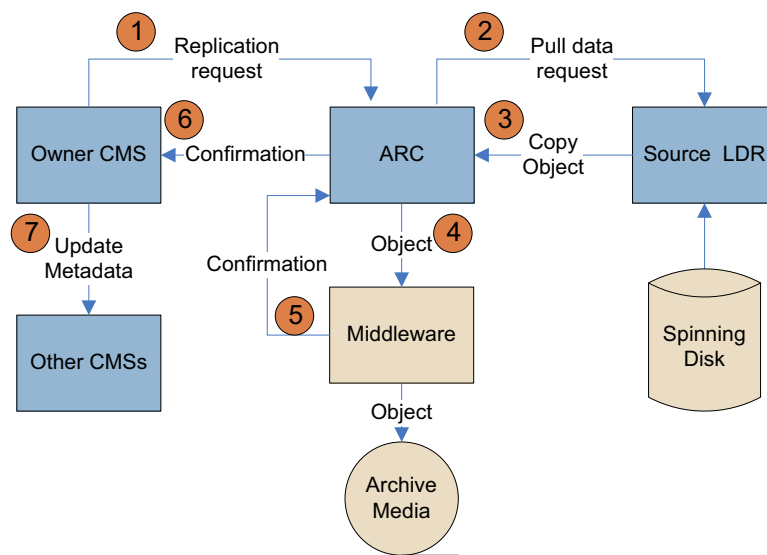 1
Replication
request
2
Pull data
request
Owner CMS
6
Confirmation
ARC
3
Copy
Object
Source LDR
7
Update
Metadata
Object
4
Confirmation
5
Middleware
Other CMSs
Spinning
Disk
Object
Archive
Media